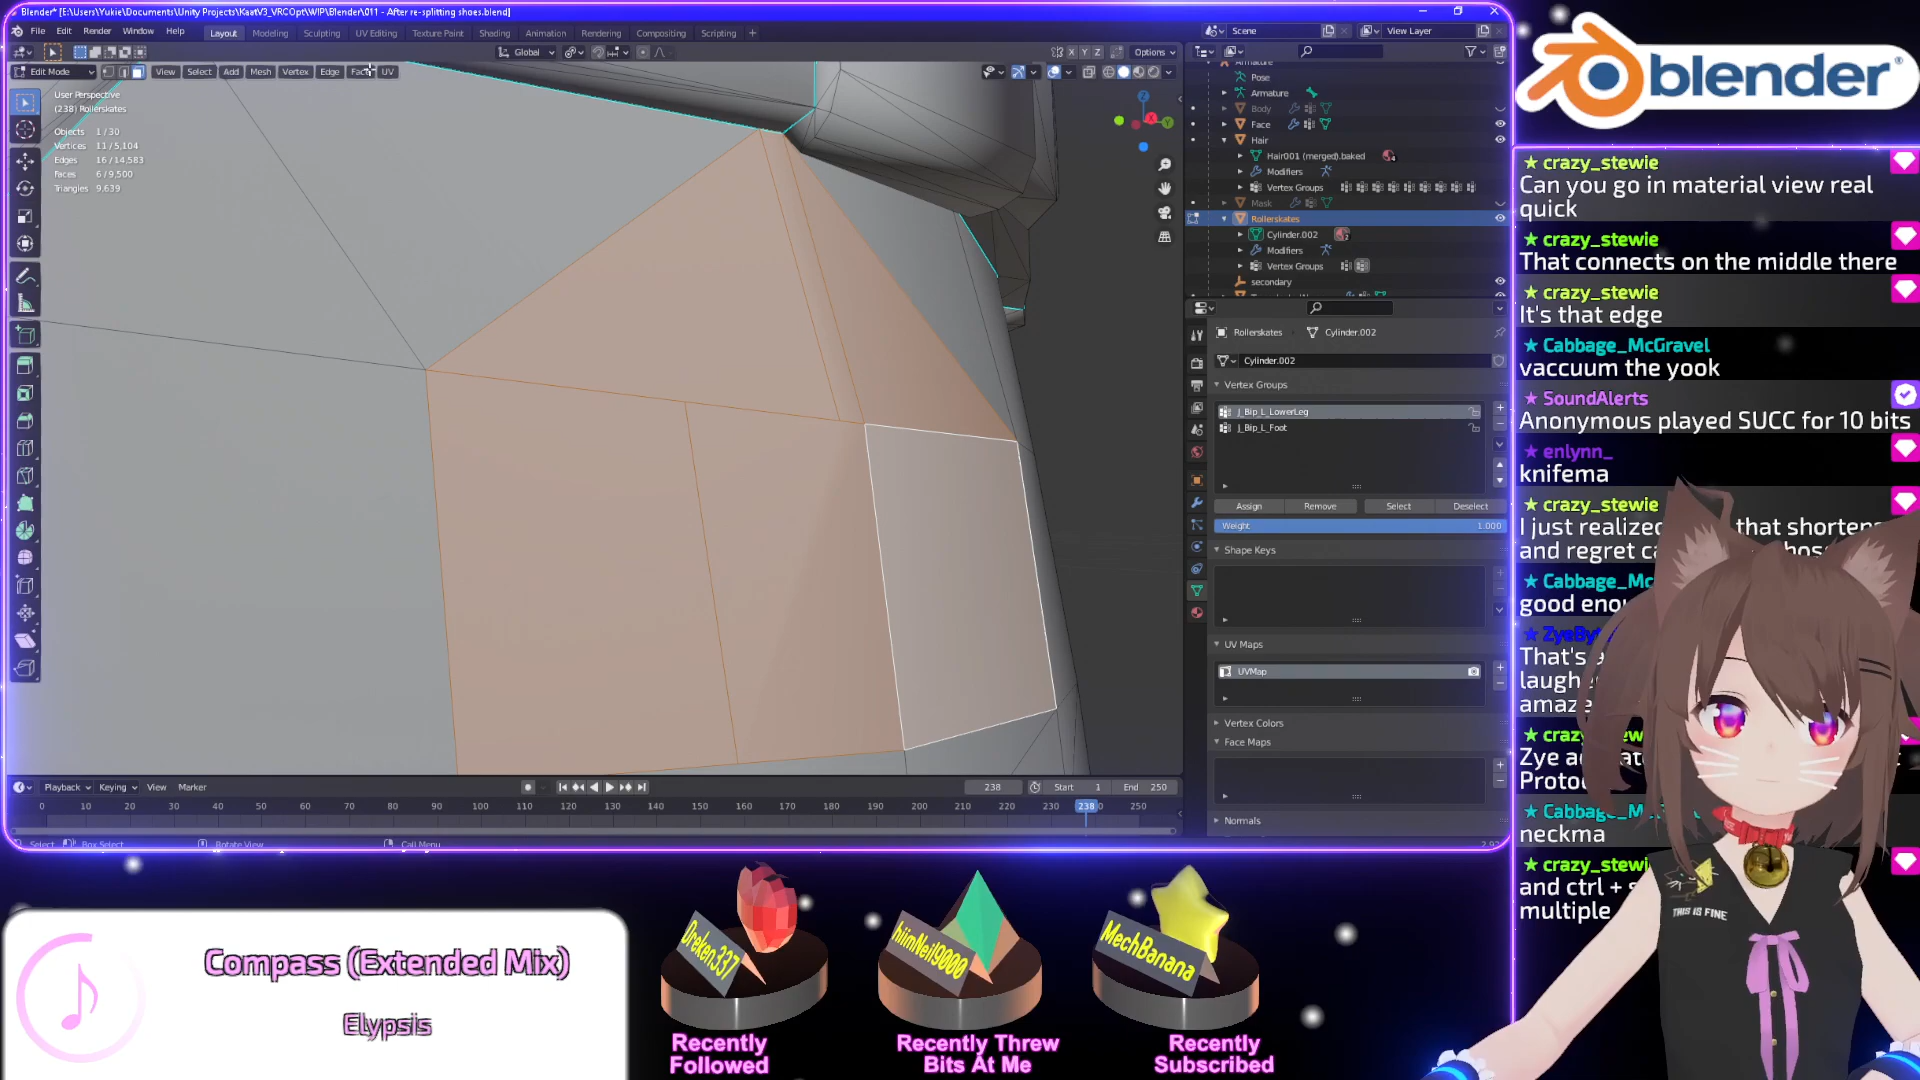 Blender* [E:\Users\Yukie\Documents\Unity Projects\KaatV3_VRCOpt\WIP\Blender\011 - After re-splitting shoes.blend]
File Edit Render Window Help
Layout Modeling Sculpting UV Editing Texture Paint Shading Animation Rendering Compositing Scripting +
Scene
View Layer
Global
X Y Z
Options
Edit Mode
View Select Add Mesh Vertex Edge Face UV
User Perspective
(238) Rollerskates
Objects 1 / 30
Vertices 11 / 5,104
Edges 16 / 14,583
Faces 6 / 9,500
Triangles 9,639
Armature
Pose
Armature
Body
Face
Hair
Hair001 (merged).baked
4
Modifiers
Vertex Groups
Mask
Rollerskates
Cylinder.002
2
Modifiers
Vertex Groups
secondary
Rollerskates
Cylinder.002
Cylinder.002
Vertex Groups
J_Bip_L_LowerLeg
J_Bip_L_Foot
Assign Remove Select Deselect
Weight 1.000
Shape Keys
UV Maps
UVMap
Vertex Colors
Face Maps
Normals
Playback Keying View Marker
238 Start 1 End 250
0 10 20 30 40 50 60 70 80 90 100 110 120 130 140 150 160 170 180 190 200 210 220 230 238 250
Select Box Select Rotate View Call Menu
2.92
blender
crazy_stewie
Can you go in material view real
quick
crazy_stewie
That connects on the middle there
crazy_stewie
It's that edge
Cabbage_McGravel
vaccuum the yook
SoundAlerts
Anonymous played SUCC for 10 bits
enlynn_
knifema
crazy_stewie
I just realized that shortens
and regret
Cabbage_Mc
good enou
ZyeBy
That's
laughe
amaze
Zye
Proto
neckma
crazy_stewi
and ctrl +
multiple
THIS IS FINE
Compass (Extended Mix)
Elypsis
Dreken337
Recently
Followed
hiimNeil9000
Recently Threw
Bits At Me
MechBanana
Recently
Subscribed